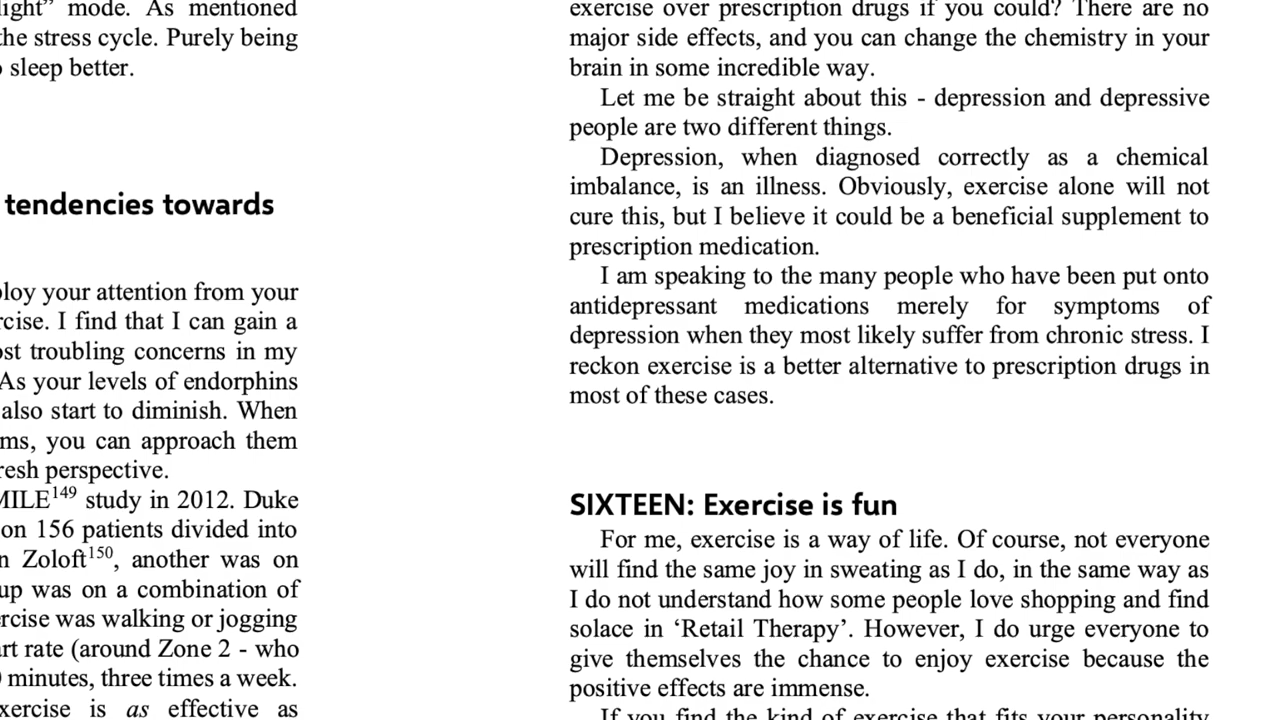 light” mode. As mentioned
the stress cycle. Purely being
sleep better.
tendencies towards
your attention from your
I find that I can gain a
troubling concerns in my
As your levels of endorphins
also start to diminish. When
you can approach them
perspective.
149 study in 2012. Duke
on 156 patients divided into
Zoloft150, another was on
was on a combination of
was walking or jogging
rate (around Zone 2 - who
minutes, three times a week.
is as effective as
exercise over prescription drugs if you could? There are no
major side effects, and you can change the chemistry in your
brain in some incredible way.
Let me be straight about this - depression and depressive
people are two different things.
Depression, when diagnosed correctly as a chemical
imbalance, is an illness. Obviously, exercise alone will not
cure this, but I believe it could be a beneficial supplement to
prescription medication.
I am speaking to the many people who have been put onto
antidepressant medications merely for symptoms of
depression when they most likely suffer from chronic stress. I
reckon exercise is a better alternative to prescription drugs in
most of these cases.
SIXTEEN: Exercise is fun
For me, exercise is a way of life. Of course, not everyone
will find the same joy in sweating as I do, in the same way as
I do not understand how some people love shopping and find
solace in ‘Retail Therapy’. However, I do urge everyone to
give themselves the chance to enjoy exercise because the
positive effects are immense.
If you find the kind of exercise that fits your personality